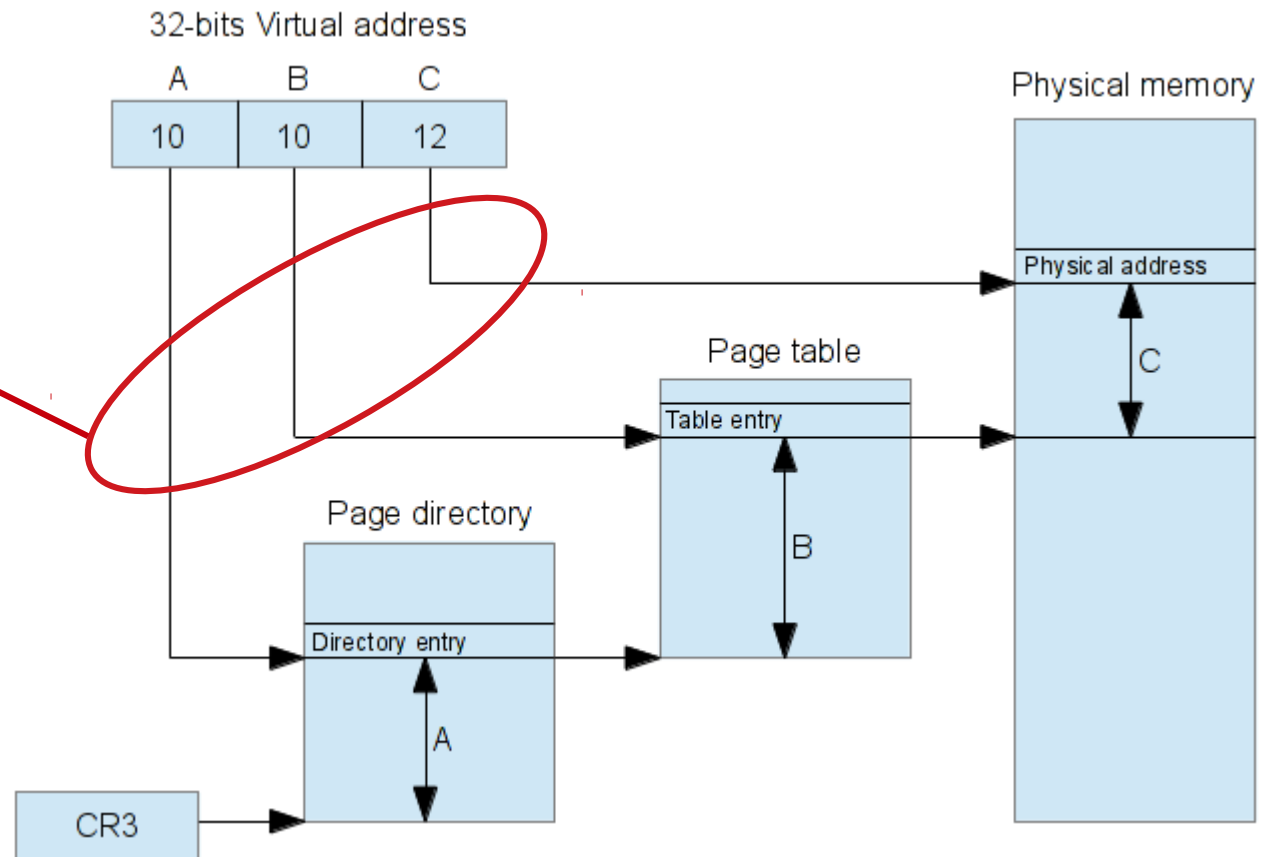 32-bits Virtual address
A B C
10 10 12
Physical memory
Physical address
C
Page table
Table entry
B
Page directory
Directory entry
A
CR3